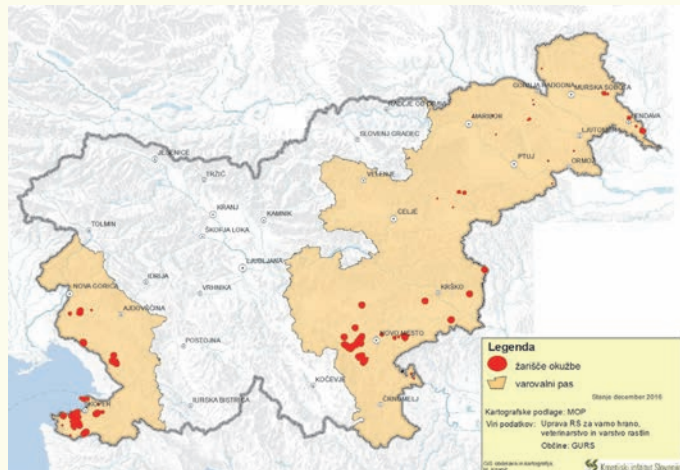 GORNJA RADGONA
MURSKA SOBOTA
LENDAVA
MARIBOR
LJUTOMER
SLOVENJ GRADEC
PTUJ
ORMOŽ
JESENICE
TRŽIČ
VELENJE
KRANJ
KAMNIK
CELJE
TOLMIN
ŠKOFJA LOKA
LJUBLJANA
IDRIJA
VRHNIKA
KRŠKO
NOVA GORICA
AJDOVŠČINA
POSTOJNA
NOVO MESTO
KOČEVJE
KOPER
ILIRSKA BISTRICA
ČRNOMELJ
Legenda
žarišče okužbe
varovalni pas
Stanje december 2016
Kartografske podlage: MOP
Viri podatkov: Uprava RS za varno hrano,
veterinarstvo in varstvo rastlin
Občine: GURS
Kmetijski inštitut Slovenije